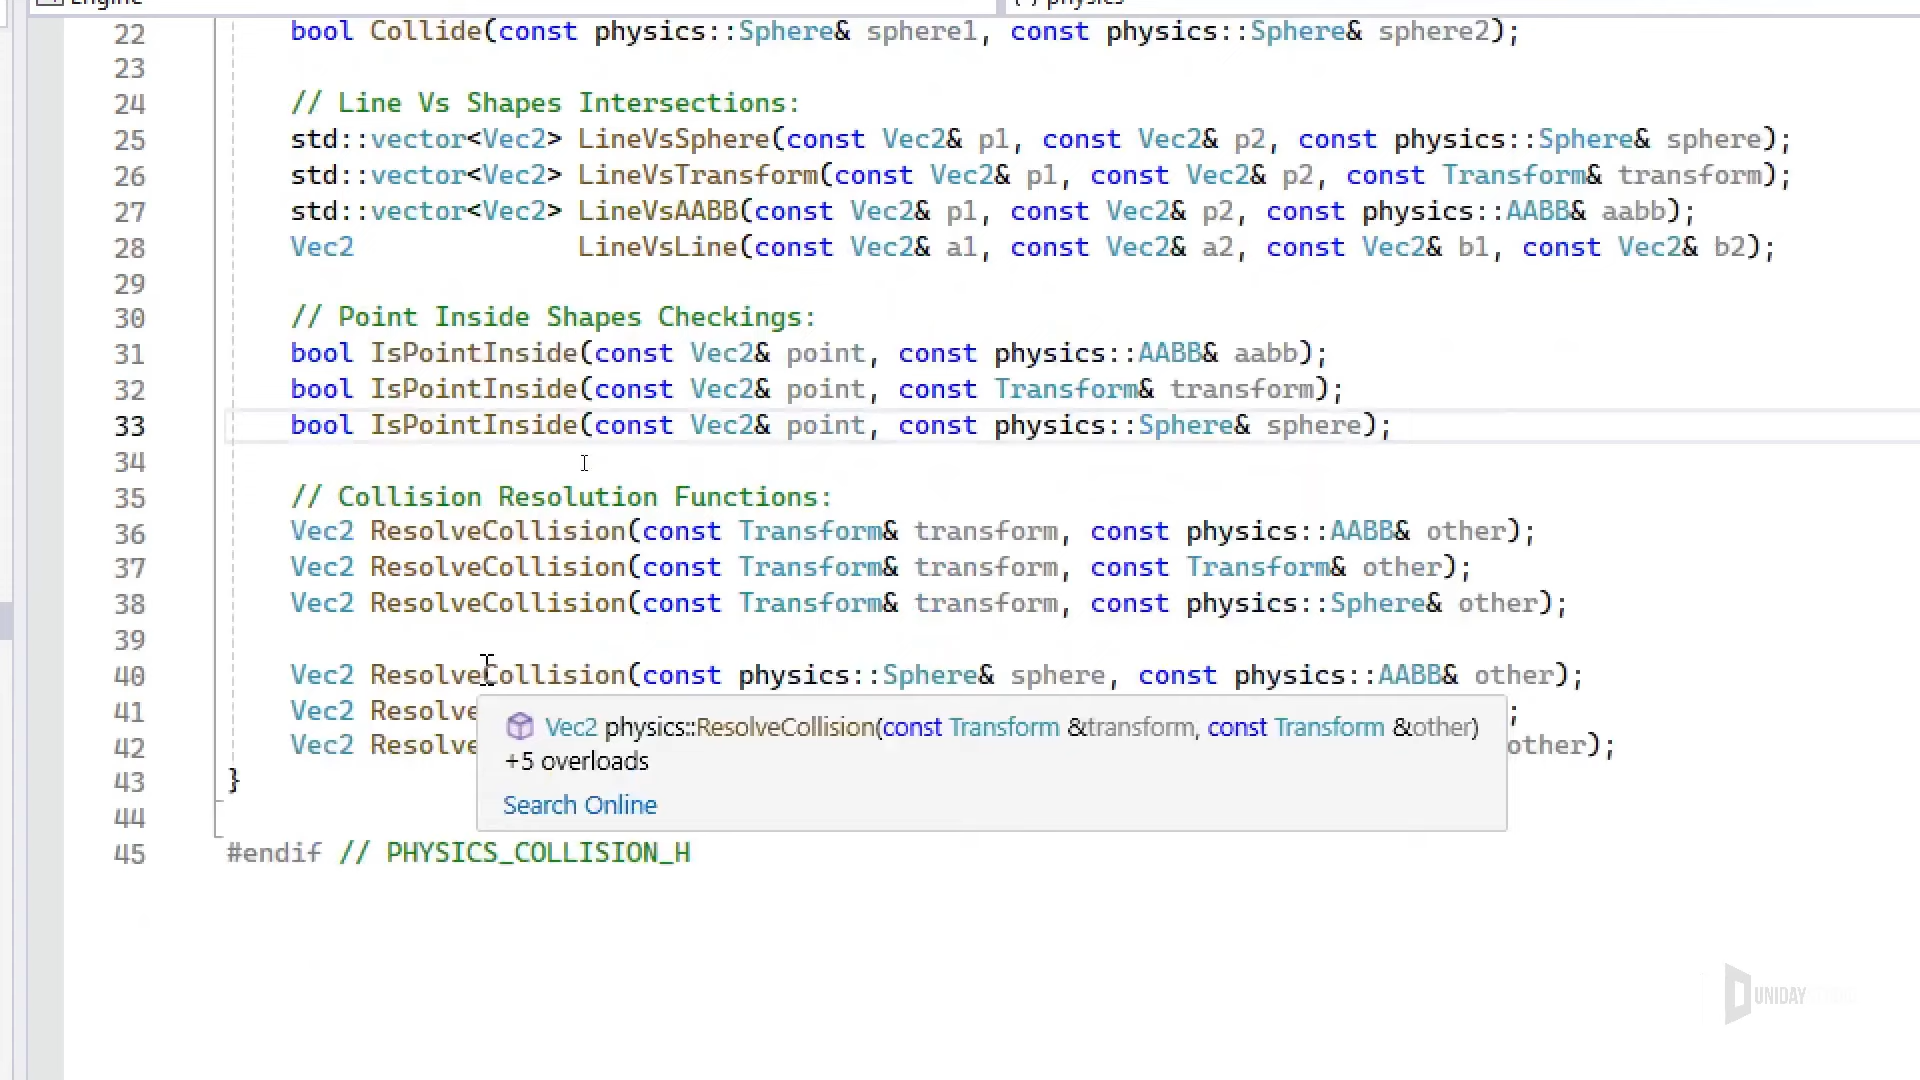 Engine
physics
22 bool Collide(const physics::Sphere& sphere1, const physics::Sphere& sphere2);
23
24 // Line Vs Shapes Intersections:
25 std::vector<Vec2> LineVsSphere(const Vec2& p1, const Vec2& p2, const physics::Sphere& sphere);
26 std::vector<Vec2> LineVsTransform(const Vec2& p1, const Vec2& p2, const Transform& transform);
27 std::vector<Vec2> LineVsAABB(const Vec2& p1, const Vec2& p2, const physics::AABB& aabb);
28 Vec2 LineVsLine(const Vec2& a1, const Vec2& a2, const Vec2& b1, const Vec2& b2);
29
30 // Point Inside Shapes Checkings:
31 bool IsPointInside(const Vec2& point, const physics::AABB& aabb);
32 bool IsPointInside(const Vec2& point, const Transform& transform);
33 bool IsPointInside(const Vec2& point, const physics::Sphere& sphere);
34
35 // Collision Resolution Functions:
36 Vec2 ResolveCollision(const Transform& transform, const physics::AABB& other);
37 Vec2 ResolveCollision(const Transform& transform, const Transform& other);
38 Vec2 ResolveCollision(const Transform& transform, const physics::Sphere& other);
39
40 Vec2 ResolveCollision(const physics::Sphere& sphere, const physics::AABB& other);
41 Vec2 Resolve ;
42 Vec2 Resolve other);
Vec2 physics::ResolveCollision(const Transform &transform, const Transform &other)
+5 overloads
Search Online
43 }
44
45 #endif // PHYSICS_COLLISION_H
UNIDAY